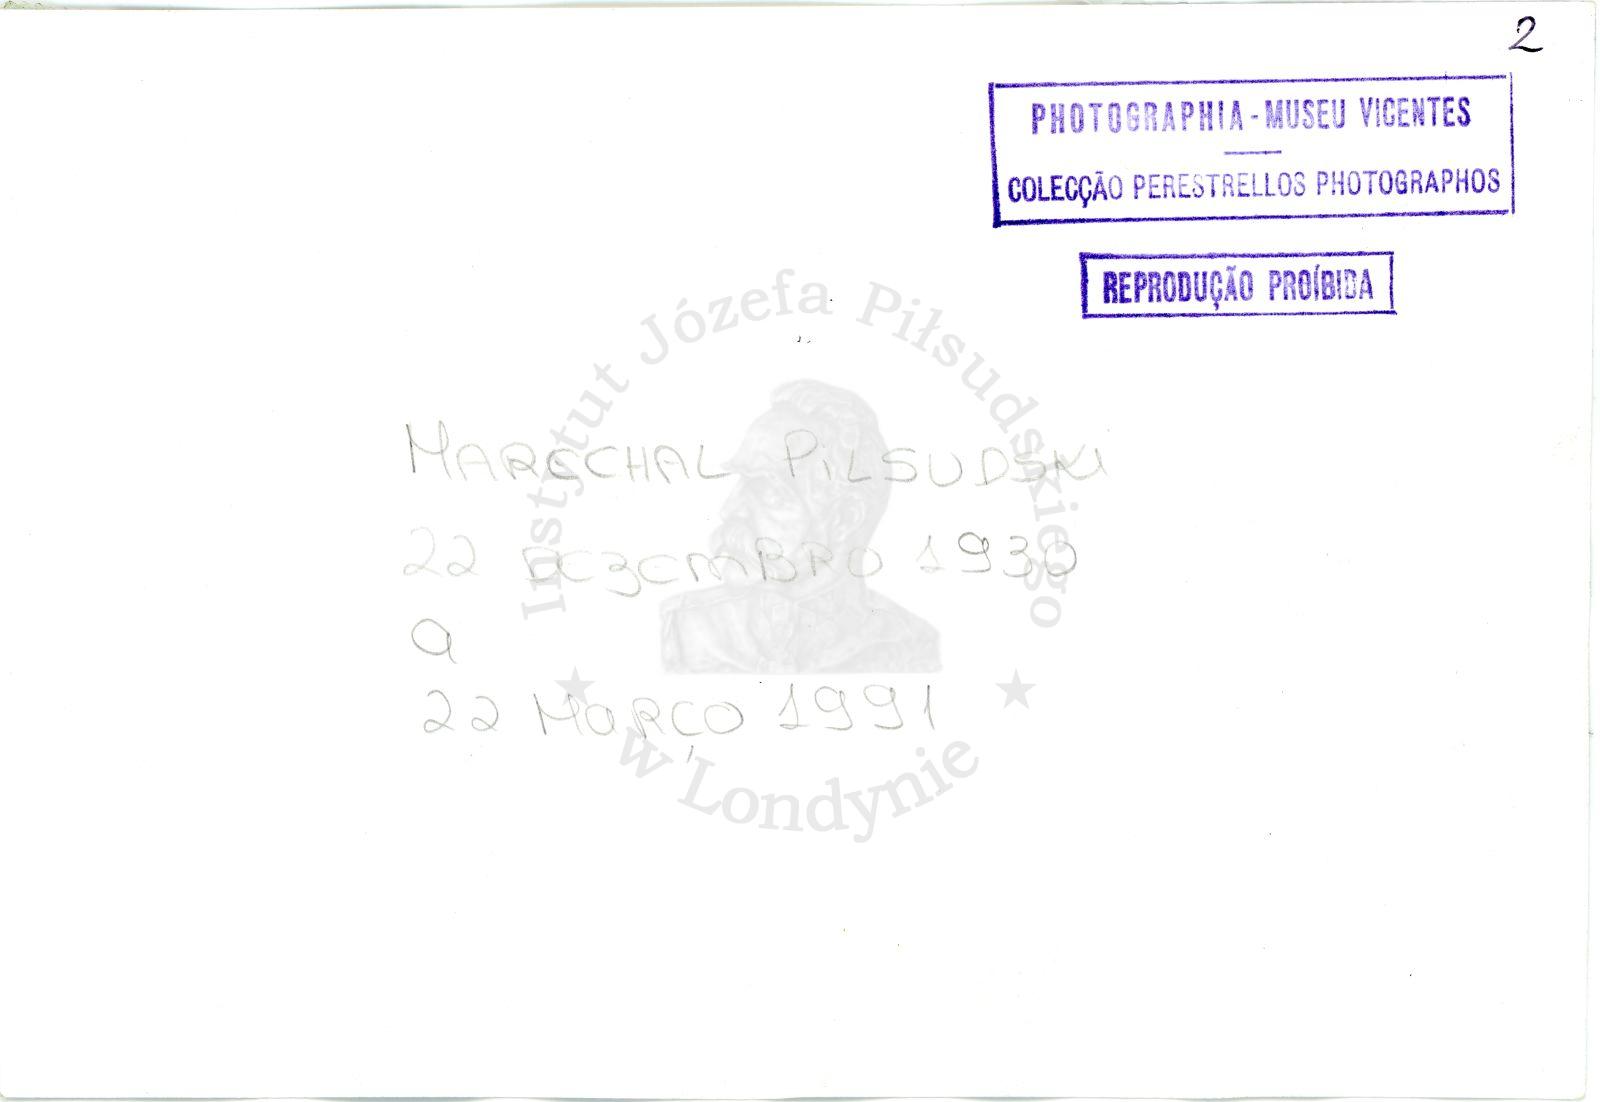 2
PHOTOGRAPHIA - MUSEU VICENTES
COLECÇÃO PERESTRELLOS PHOTOGRAPHOS
REPRODUÇÃO PROÍBIDA
Instytut Józefa Piłsudskiego
w Londynie
MARECHAL PILSUDSKI
22 DEZEMBRO 1930
a
22 MARÇO 1991